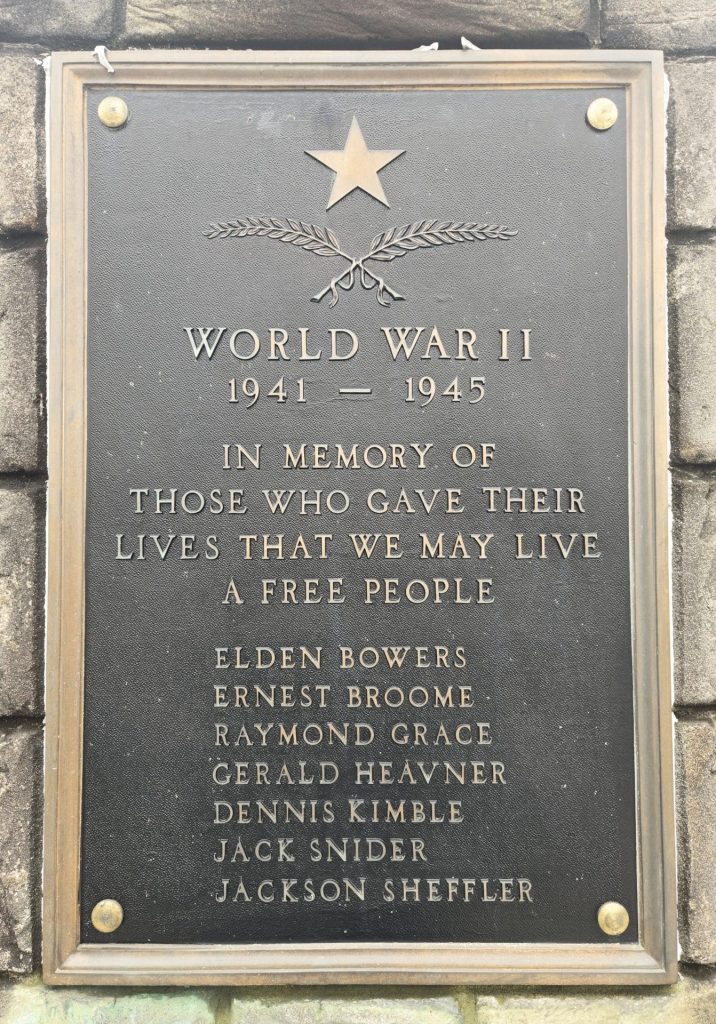 WORLD WAR II
1941 — 1945
IN MEMORY OF
THOSE WHO GAVE THEIR
LIVES THAT WE MAY LIVE
A FREE PEOPLE
ELDEN BOWERS
ERNEST BROOME
RAYMOND GRACE
GERALD HEAVNER
DENNIS KIMBLE
JACK SNIDER
JACKSON SHEFFLER